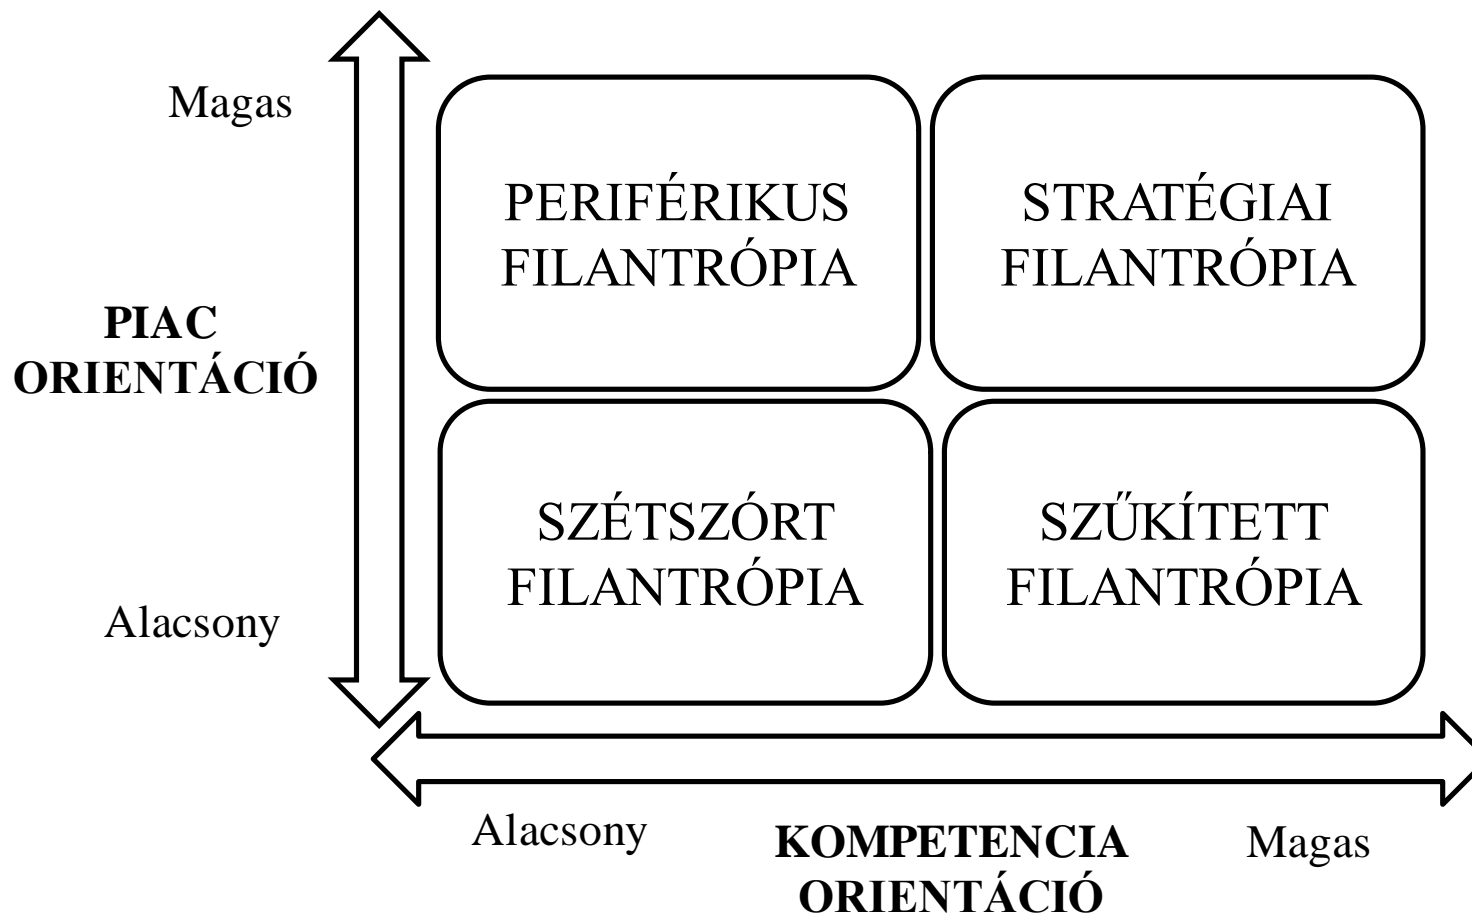 Magas
PERIFÉRIKUS
FILANTRÓPIA
STRATÉGIAI
FILANTRÓPIA
PIAC
ORIENTÁCIÓ
SZÉTSZÓRT
FILANTRÓPIA
SZŰKÍTETT
FILANTRÓPIA
Alacsony
Alacsony
KOMPETENCIA
ORIENTÁCIÓ
Magas